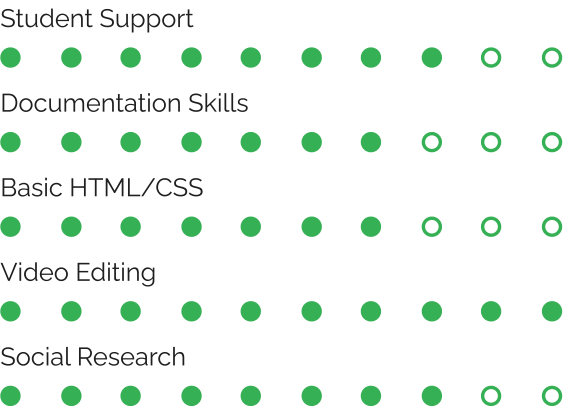 Student Support
Documentation Skills
Basic HTML/CSS
Video Editing
Social Research